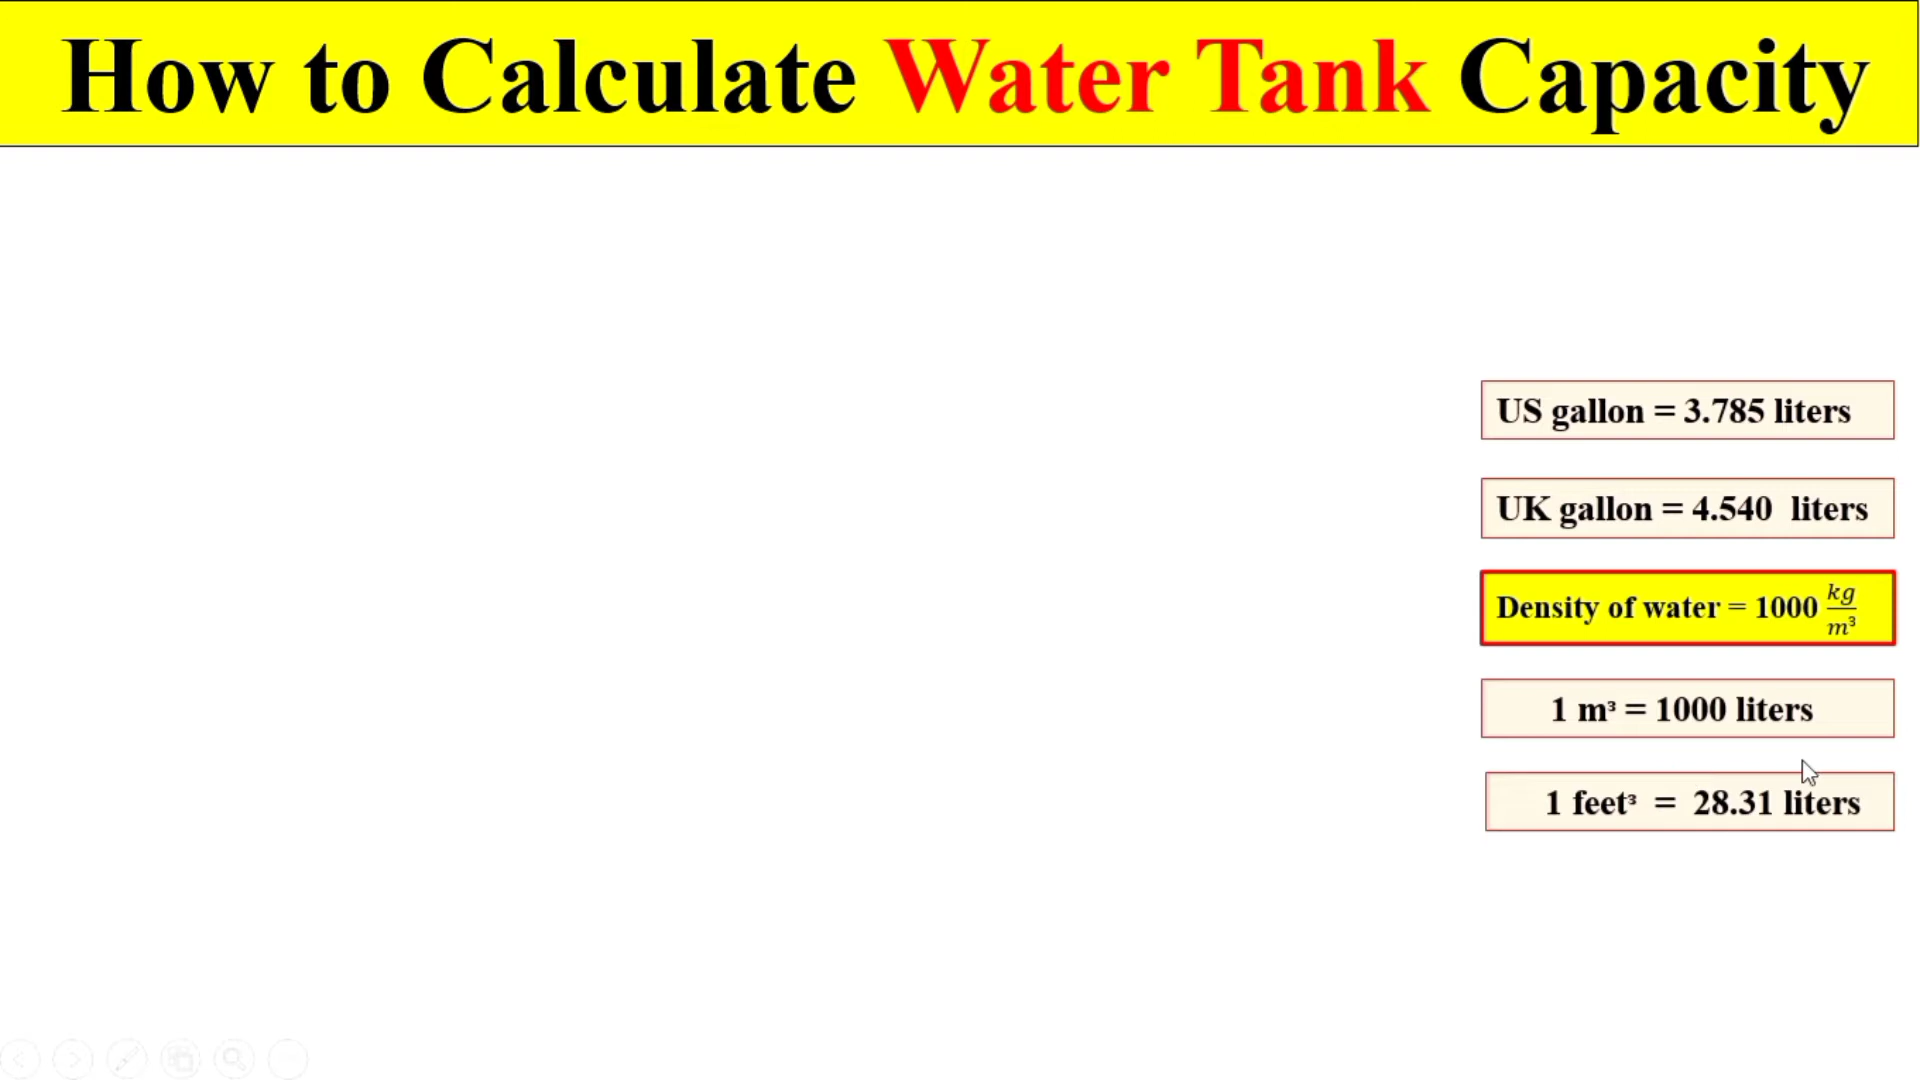 How to Calculate Water Tank Capacity
US gallon = 3.785 liters
UK gallon = 4.540 liters
Density of water = 1000 kg/m³
1 m³ = 1000 liters
1 feet³ = 28.31 liters